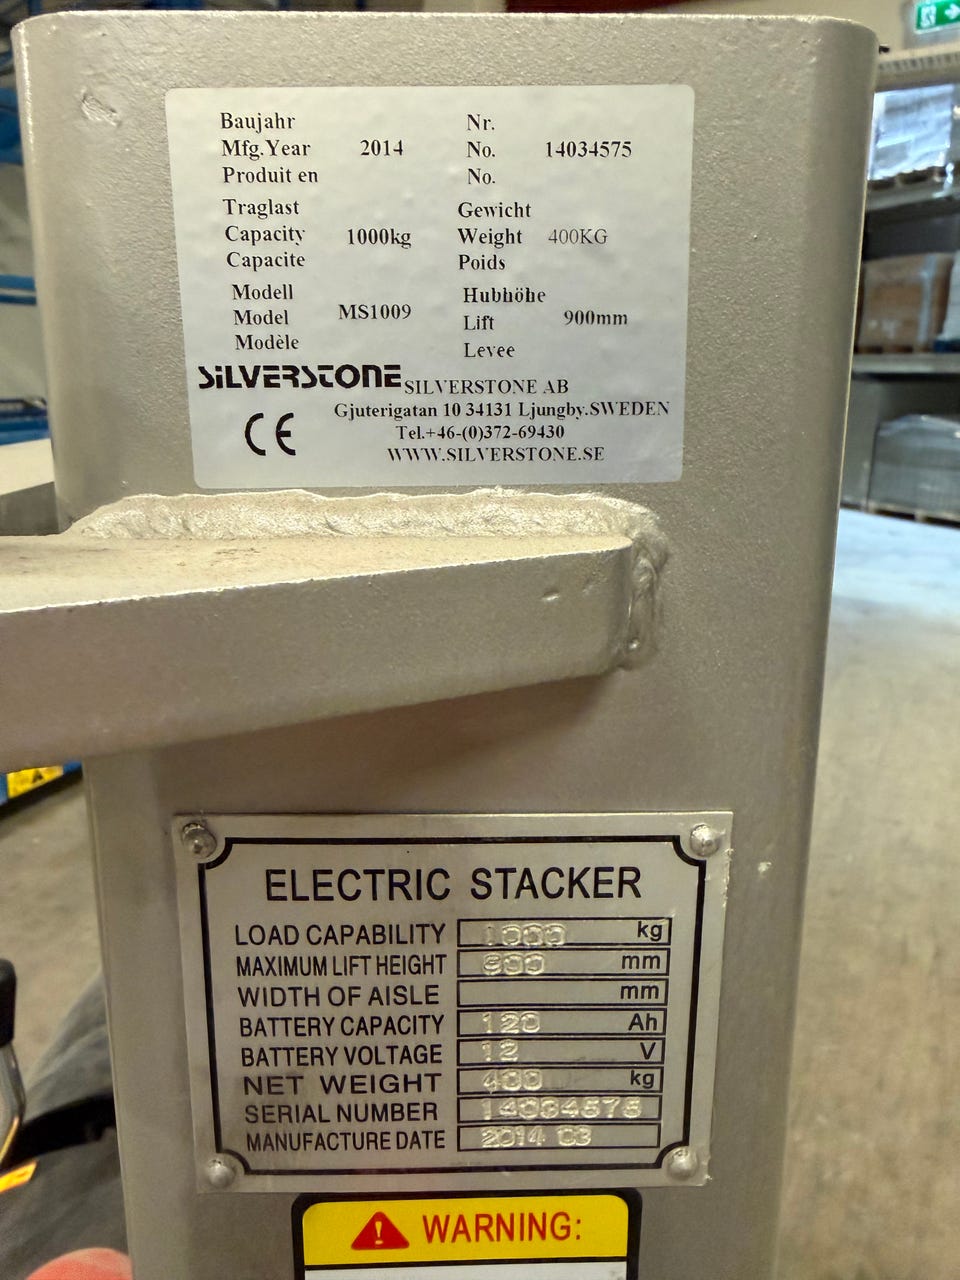 Baujahr Nr.
Mfg.Year 2014 No. 14034575
Produit en No.
Traglast Gewicht
Capacity 1000kg Weight 400KG
Capacite Poids
Modell Hubhöhe
Model MS1009 Lift 900mm
Modèle Levee
SiLVERSTONE SILVERSTONE AB
Gjuterigatan 10 34131 Ljungby.SWEDEN
CE Tel.+46-(0)372-69430
WWW.SILVERSTONE.SE
ELECTRIC STACKER
LOAD CAPABILITY 1000 kg
MAXIMUM LIFT HEIGHT 900 mm
WIDTH OF AISLE mm
BATTERY CAPACITY 120 Ah
BATTERY VOLTAGE 12 V
NET WEIGHT 400 kg
SERIAL NUMBER 14034575
MANUFACTURE DATE 2014 03
WARNING: